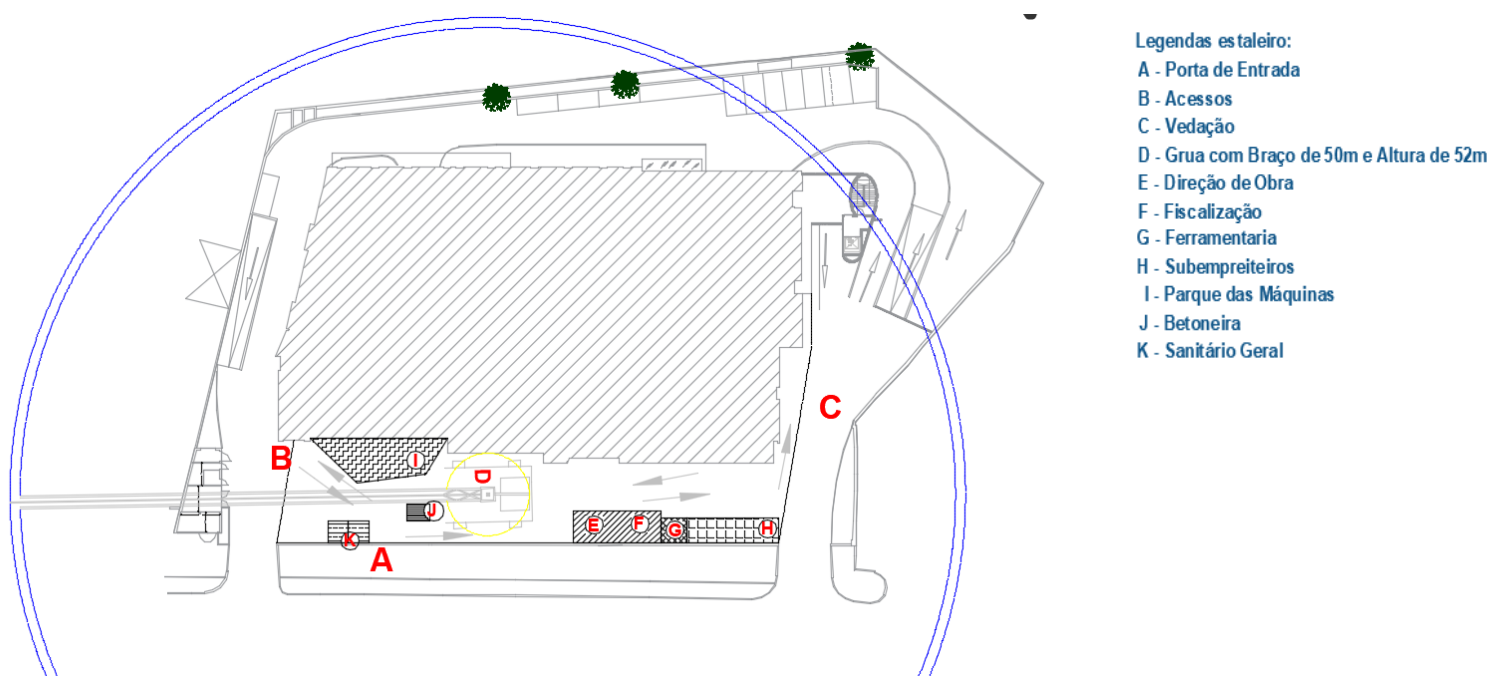 Legendas estaleiro:
A - Porta de Entrada
B - Acessos
C - Vedação
D - Grua com Braço de 50m e Altura de 52m
E - Direção de Obra
F - Fiscalização
G - Ferramentaria
H - Subempreiteiros
I - Parque das Máquinas
J - Betoneira
K - Sanitário Geral
C
B
I
D
J
E
F
G
H
K
A